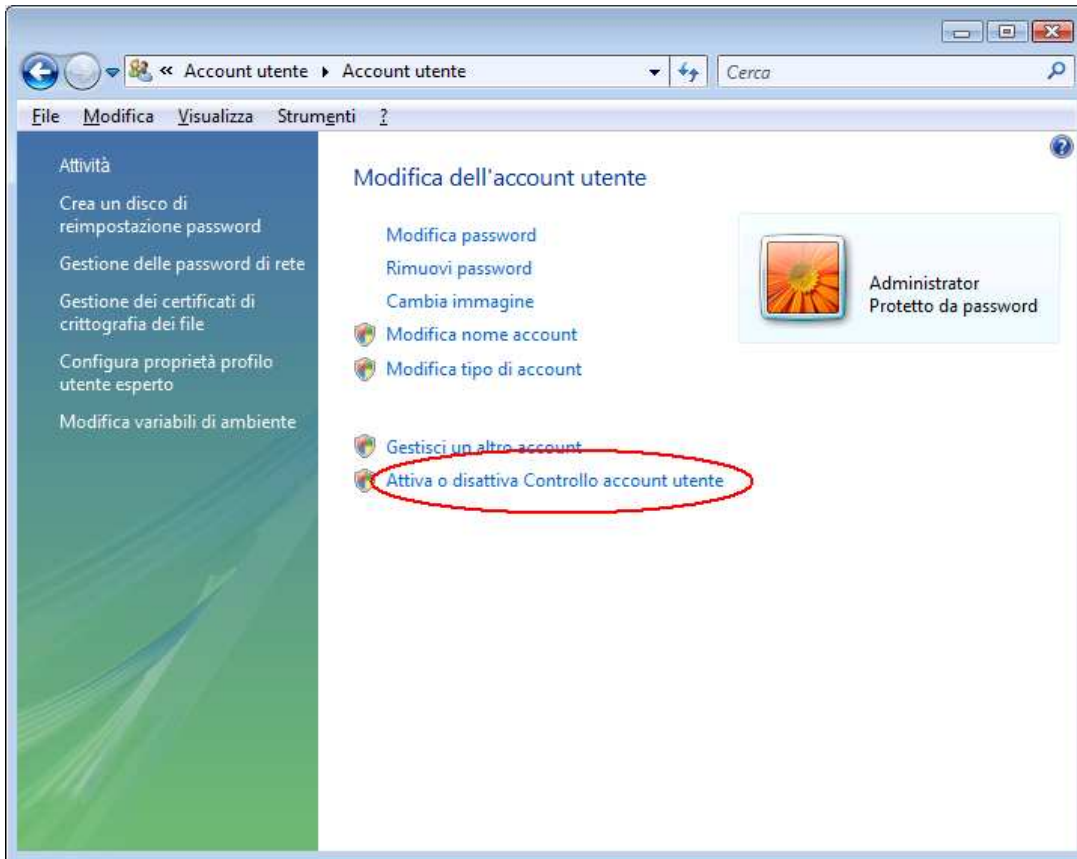 « Account utente ▸ Account utente
Cerca
File Modifica Visualizza Strumenti ?
Attività
Crea un disco di
reimpostazione password
Gestione delle password di rete
Gestione dei certificati di
crittografia dei file
Configura proprietà profilo
utente esperto
Modifica variabili di ambiente
Modifica dell'account utente
Modifica password
Rimuovi password
Cambia immagine
Modifica nome account
Modifica tipo di account
Gestisci un altro account
Attiva o disattiva Controllo account utente
Administrator
Protetto da password